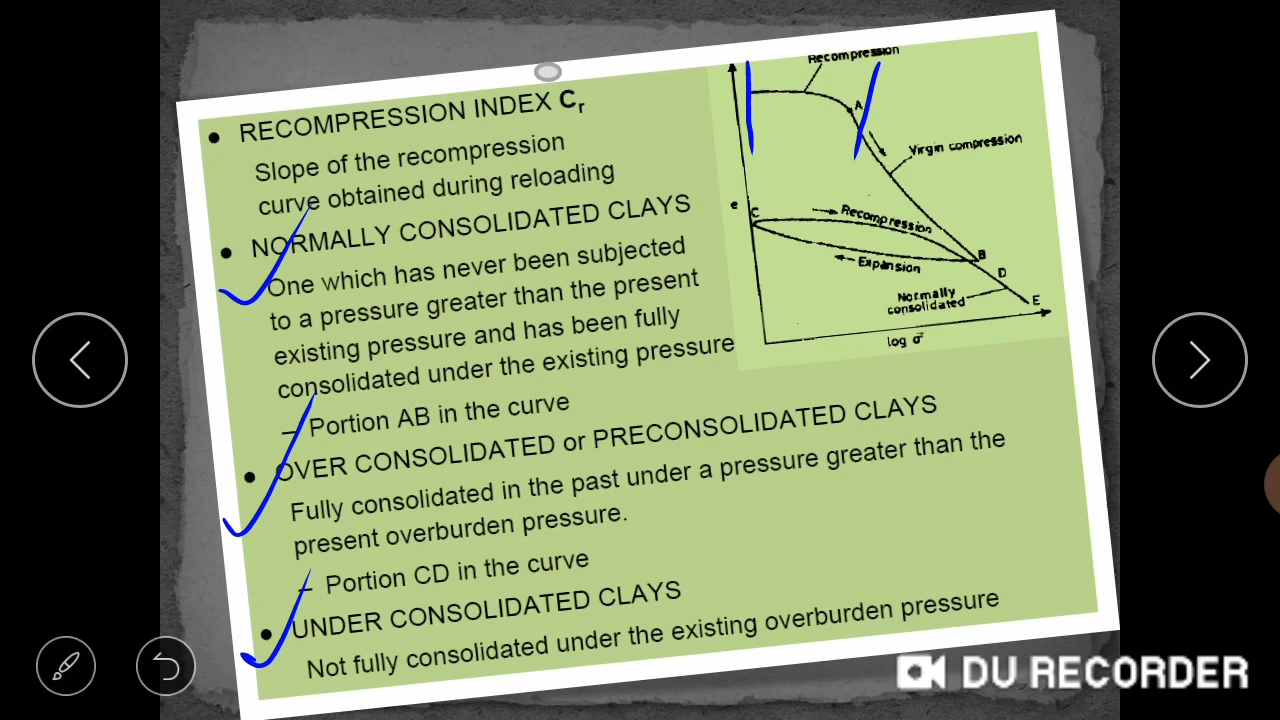 • RECOMPRESSION INDEX Cr
Slope of the recompression
curve obtained during reloading
• NORMALLY CONSOLIDATED CLAYS
One which has never been subjected
to a pressure greater than the present
existing pressure and has been fully
consolidated under the existing pressure
– Portion AB in the curve
• OVER CONSOLIDATED or PRECONSOLIDATED CLAYS
Fully consolidated in the past under a pressure greater than the
present overburden pressure.
– Portion CD in the curve
• UNDER CONSOLIDATED CLAYS
Not fully consolidated under the existing overburden pressure
Recompression
A
Virgin compression
e
C
Recompression
B
Expansion
D
Normally
consolidated
E
log σ̄
DU RECORDER